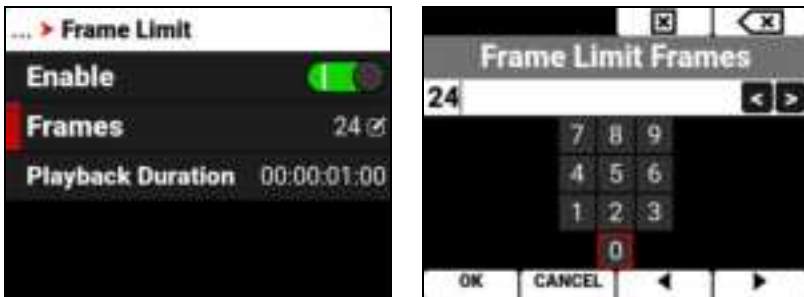 ... > Frame Limit
Enable
Frames 24
Playback Duration 00:00:01:00
Frame Limit Frames
24 < >
7 8 9
4 5 6
1 2 3
0
OK CANCEL ◀ ▶